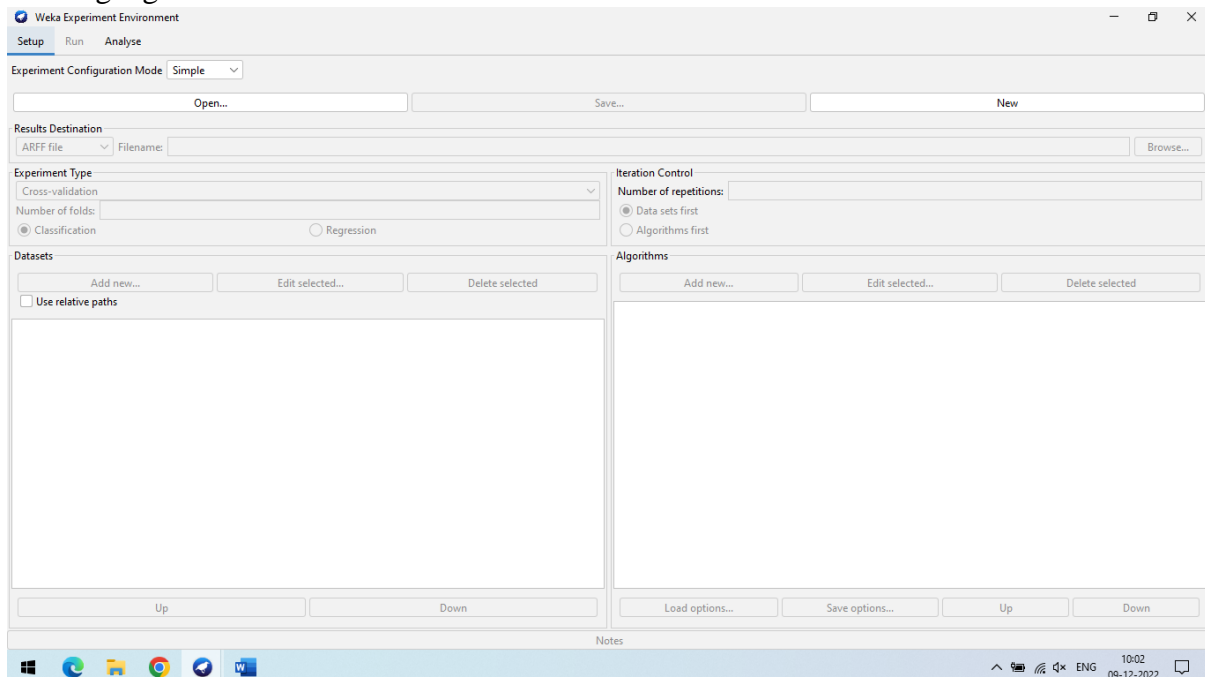 Weka Experiment Environment
Setup Run Analyse
Experiment Configuration Mode Simple
Open... Save... New
Results Destination
ARFF file Filename: Browse...
Experiment Type Iteration Control
Cross-validation Number of repetitions:
Number of folds: Data sets first
Classification Regression Algorithms first
Datasets Algorithms
Add new... Edit selected... Delete selected Add new... Edit selected... Delete selected
Use relative paths
Up Down Load options... Save options... Up Down
Notes
W ENG 10:02
09-12-2022